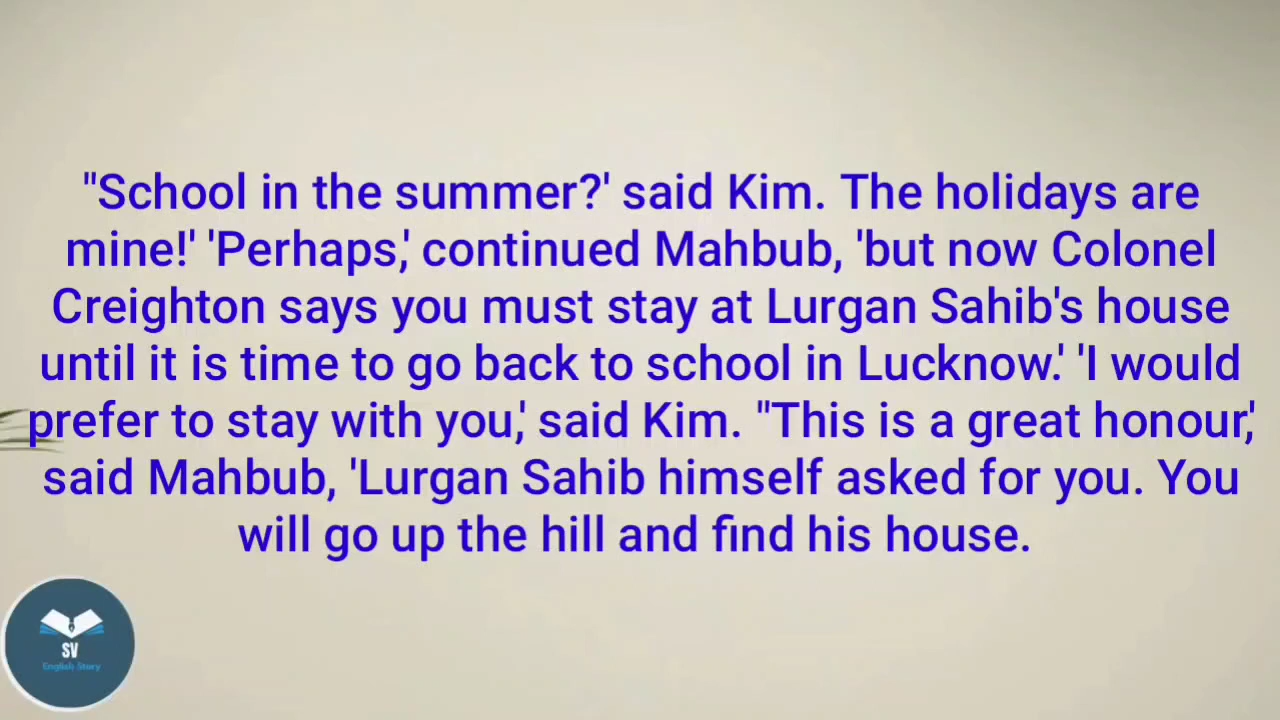 "School in the summer?' said Kim. The holidays are
mine!' 'Perhaps,' continued Mahbub, 'but now Colonel
Creighton says you must stay at Lurgan Sahib's house
until it is time to go back to school in Lucknow.' 'I would
prefer to stay with you,' said Kim. "This is a great honour,'
said Mahbub, 'Lurgan Sahib himself asked for you. You
will go up the hill and find his house.
SV
English Story